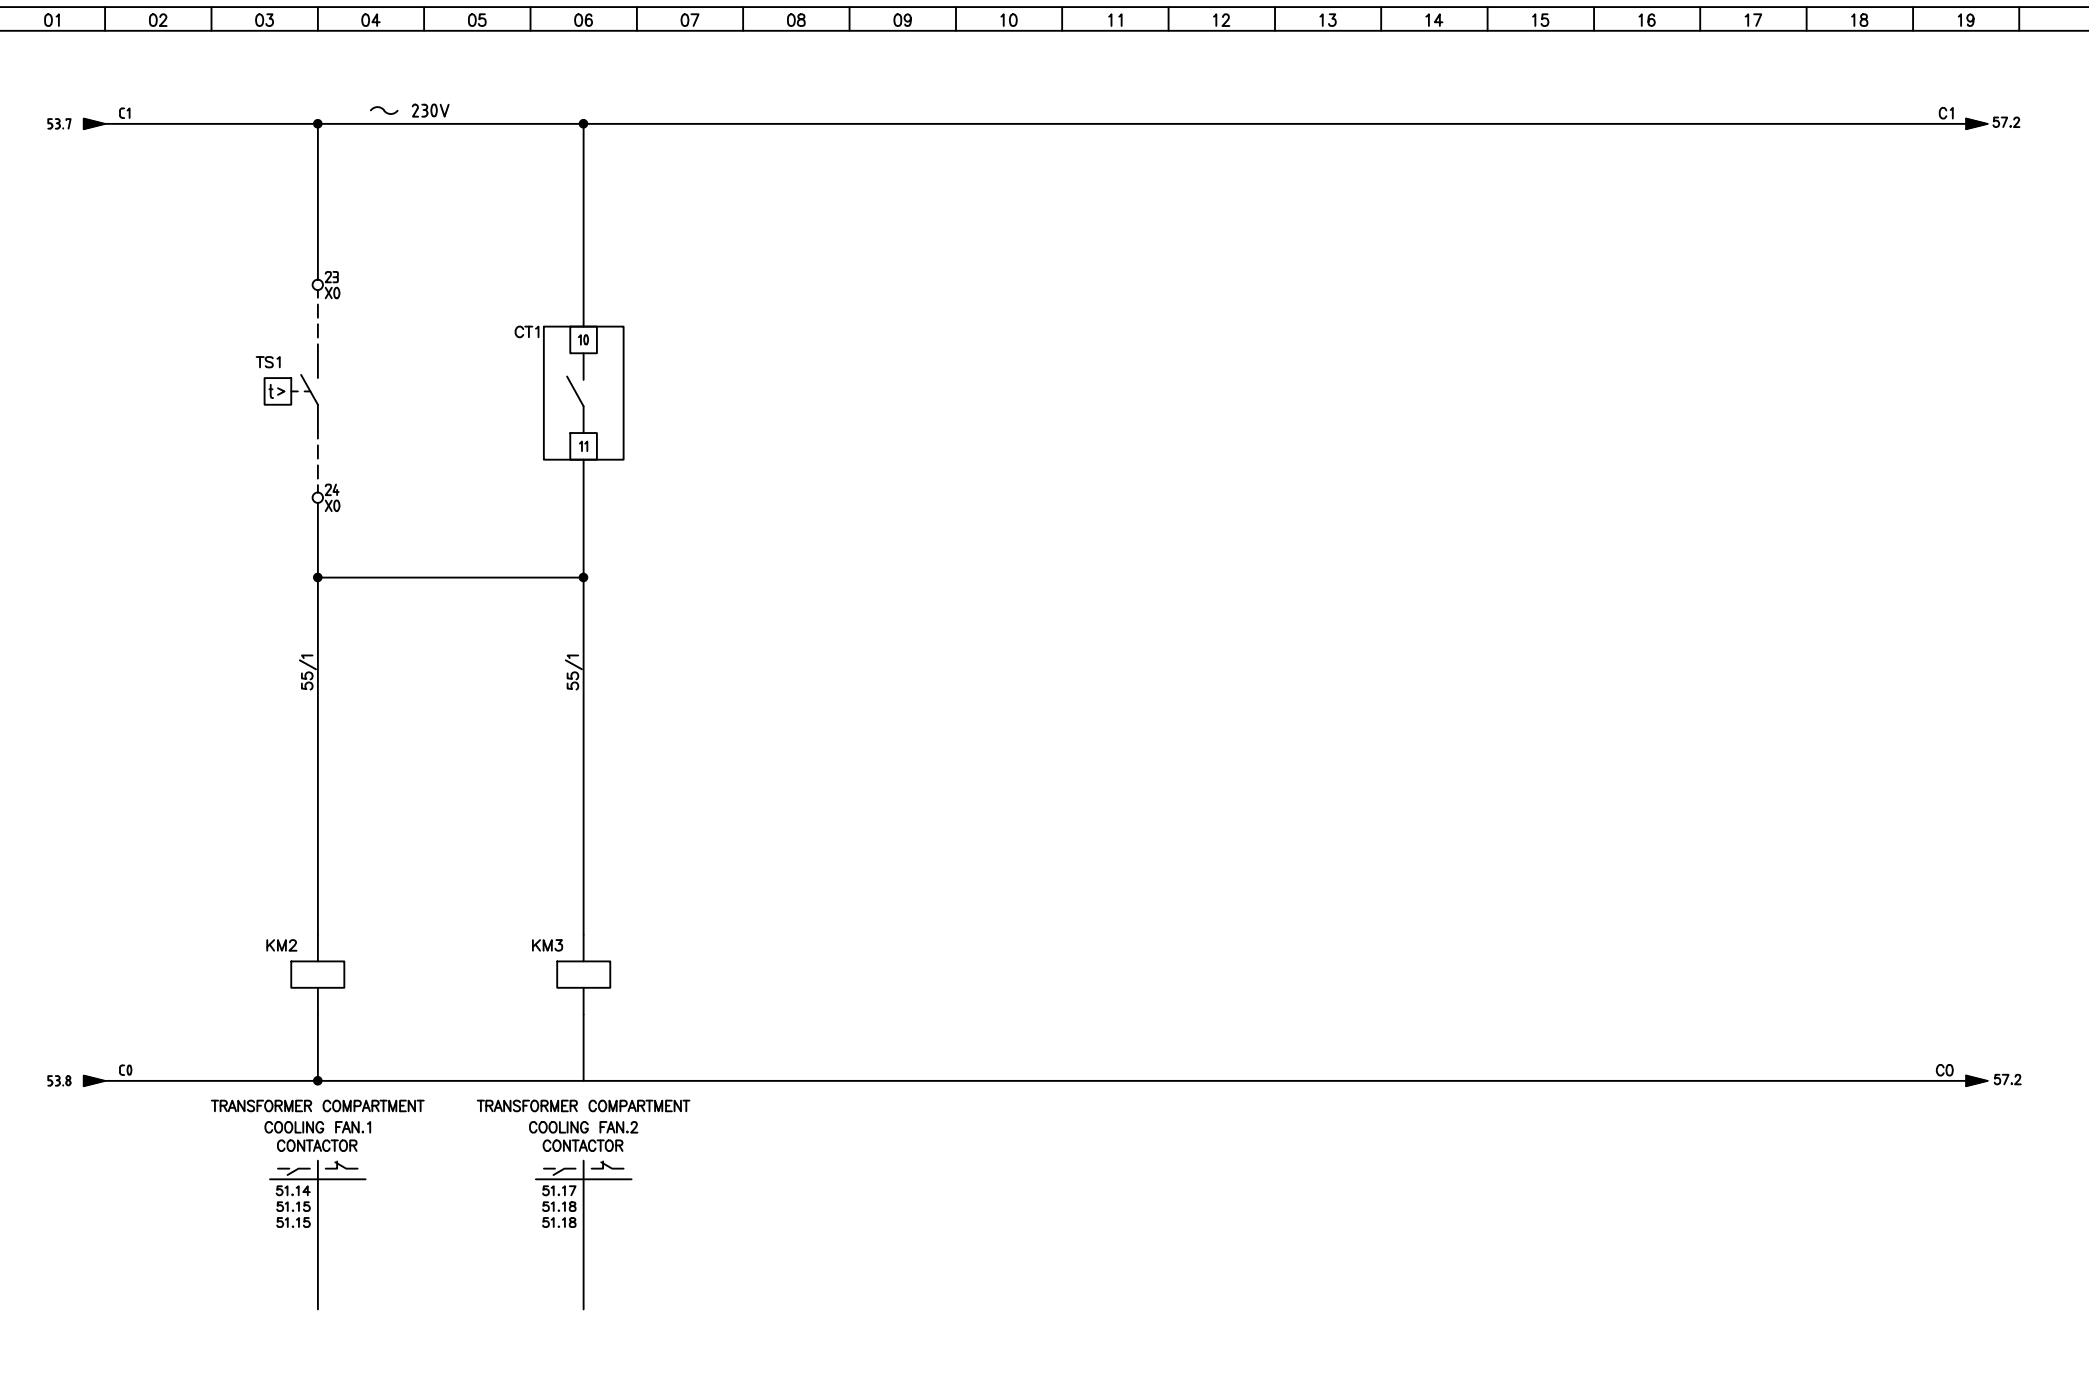 01 02 03 04 05 06 07 08 09 10 11 12 13 14 15 16 17 18 19
53.7 C1 230V C1 57.2
23
X0
CT1 10
TS1
t>
11
24
X0
55/1 55/1
KM2 KM3
53.8 C0 C0 57.2
TRANSFORMER COMPARTMENT TRANSFORMER COMPARTMENT
COOLING FAN.1 COOLING FAN.2
CONTACTOR CONTACTOR
51.14 51.17
51.15 51.18
51.15 51.18